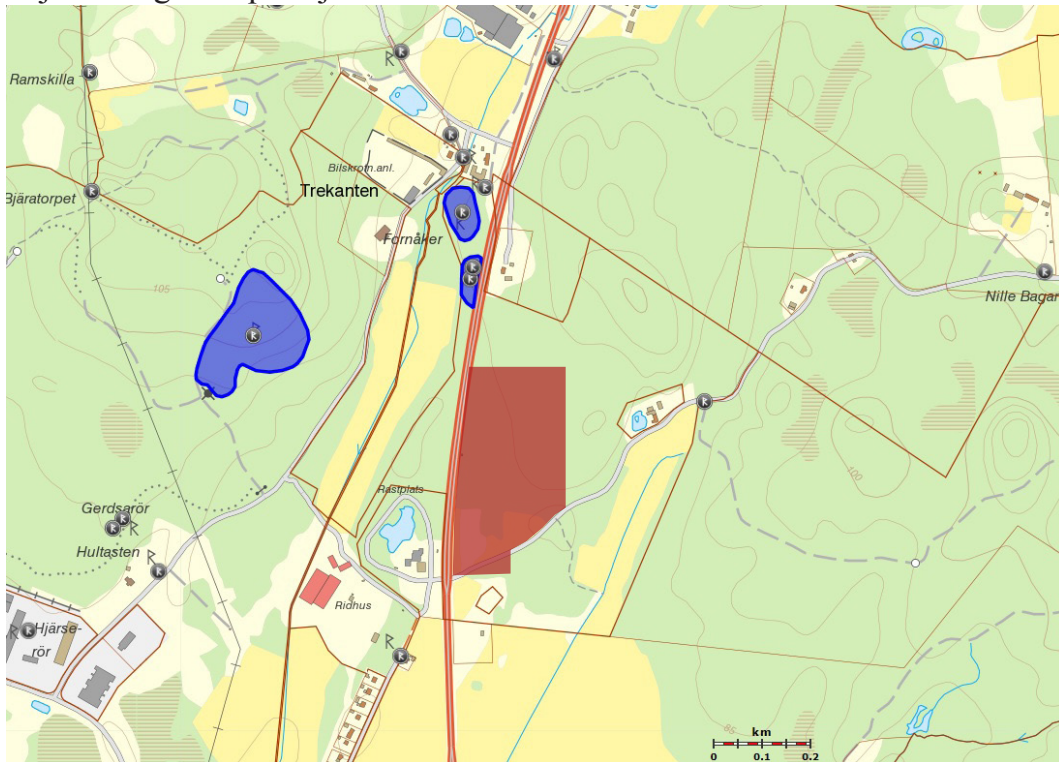 Ramskilla
Bilskrotn.anl.
Trekanten
Bjäratorpet
Fornåker
105
Nille Bagar
Rastplats
100
Gerdsarör
Hultasten
Ridhus
Hjärse-
rör
85
km
0 0.1 0.2